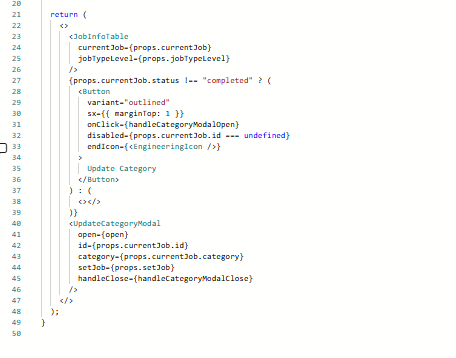 20
21 return (
22 <>
23 <JobInfoTable
24 currentJob={props.currentJob}
25 jobTypeLevel={props.jobTypeLevel}
26 />
27 {props.currentJob.status !== "completed" ? (
28 <Button
29 variant="outlined"
30 sx={{ marginTop: 1 }}
31 onClick={handleCategoryModalOpen}
32 disabled={props.currentJob.id === undefined}
33 endIcon={<EngineeringIcon />}
34 >
35 Update Category
36 </Button>
37 ) : (
38 <></>
39 )}
40 <UpdateCategoryModal
41 open={open}
42 id={props.currentJob.id}
43 category={props.currentJob.category}
44 setJob={props.setJob}
45 handleClose={handleCategoryModalClose}
46 />
47 </>
48 );
49 }
50